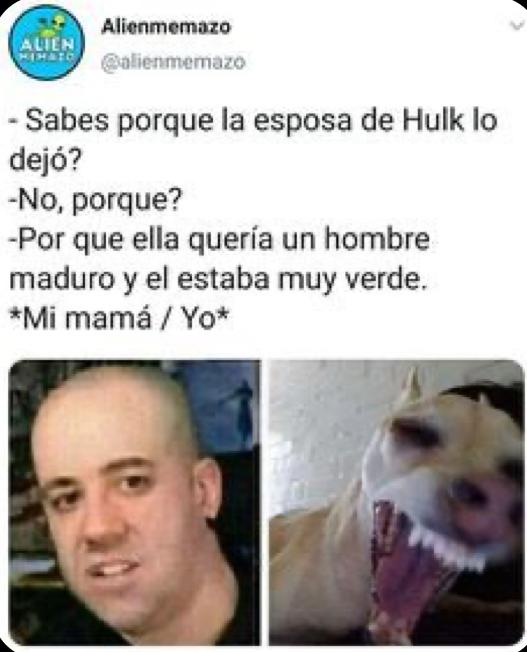 ALIEN
MEMAZO
Alienmemazo
@alienmemazo
- Sabes porque la esposa de Hulk lo
dejó?
-No, porque?
-Por que ella quería un hombre
maduro y el estaba muy verde.
*Mi mamá / Yo*